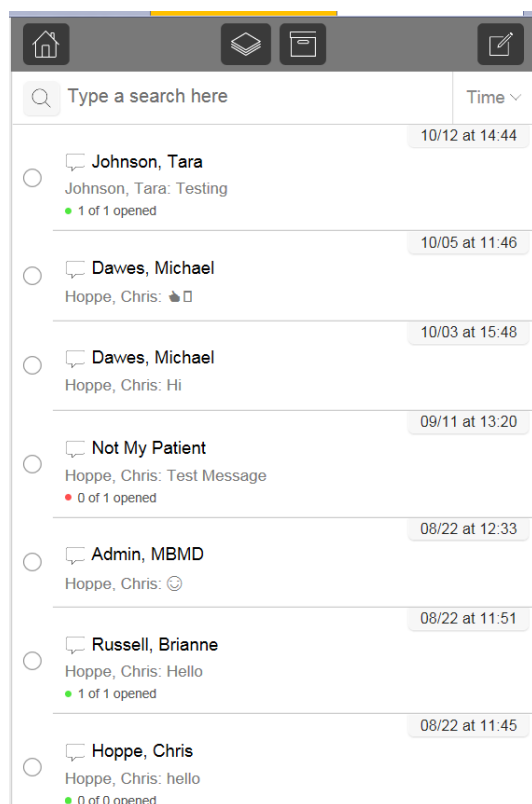 Type a search here
Time
10/12 at 14:44
Johnson, Tara
Johnson, Tara: Testing
1 of 1 opened
10/05 at 11:46
Dawes, Michael
Hoppe, Chris:
10/03 at 15:48
Dawes, Michael
Hoppe, Chris: Hi
09/11 at 13:20
Not My Patient
Hoppe, Chris: Test Message
0 of 1 opened
08/22 at 12:33
Admin, MBMD
Hoppe, Chris: ☺
08/22 at 11:51
Russell, Brianne
Hoppe, Chris: Hello
1 of 1 opened
08/22 at 11:45
Hoppe, Chris
Hoppe, Chris: hello
0 of 0 opened